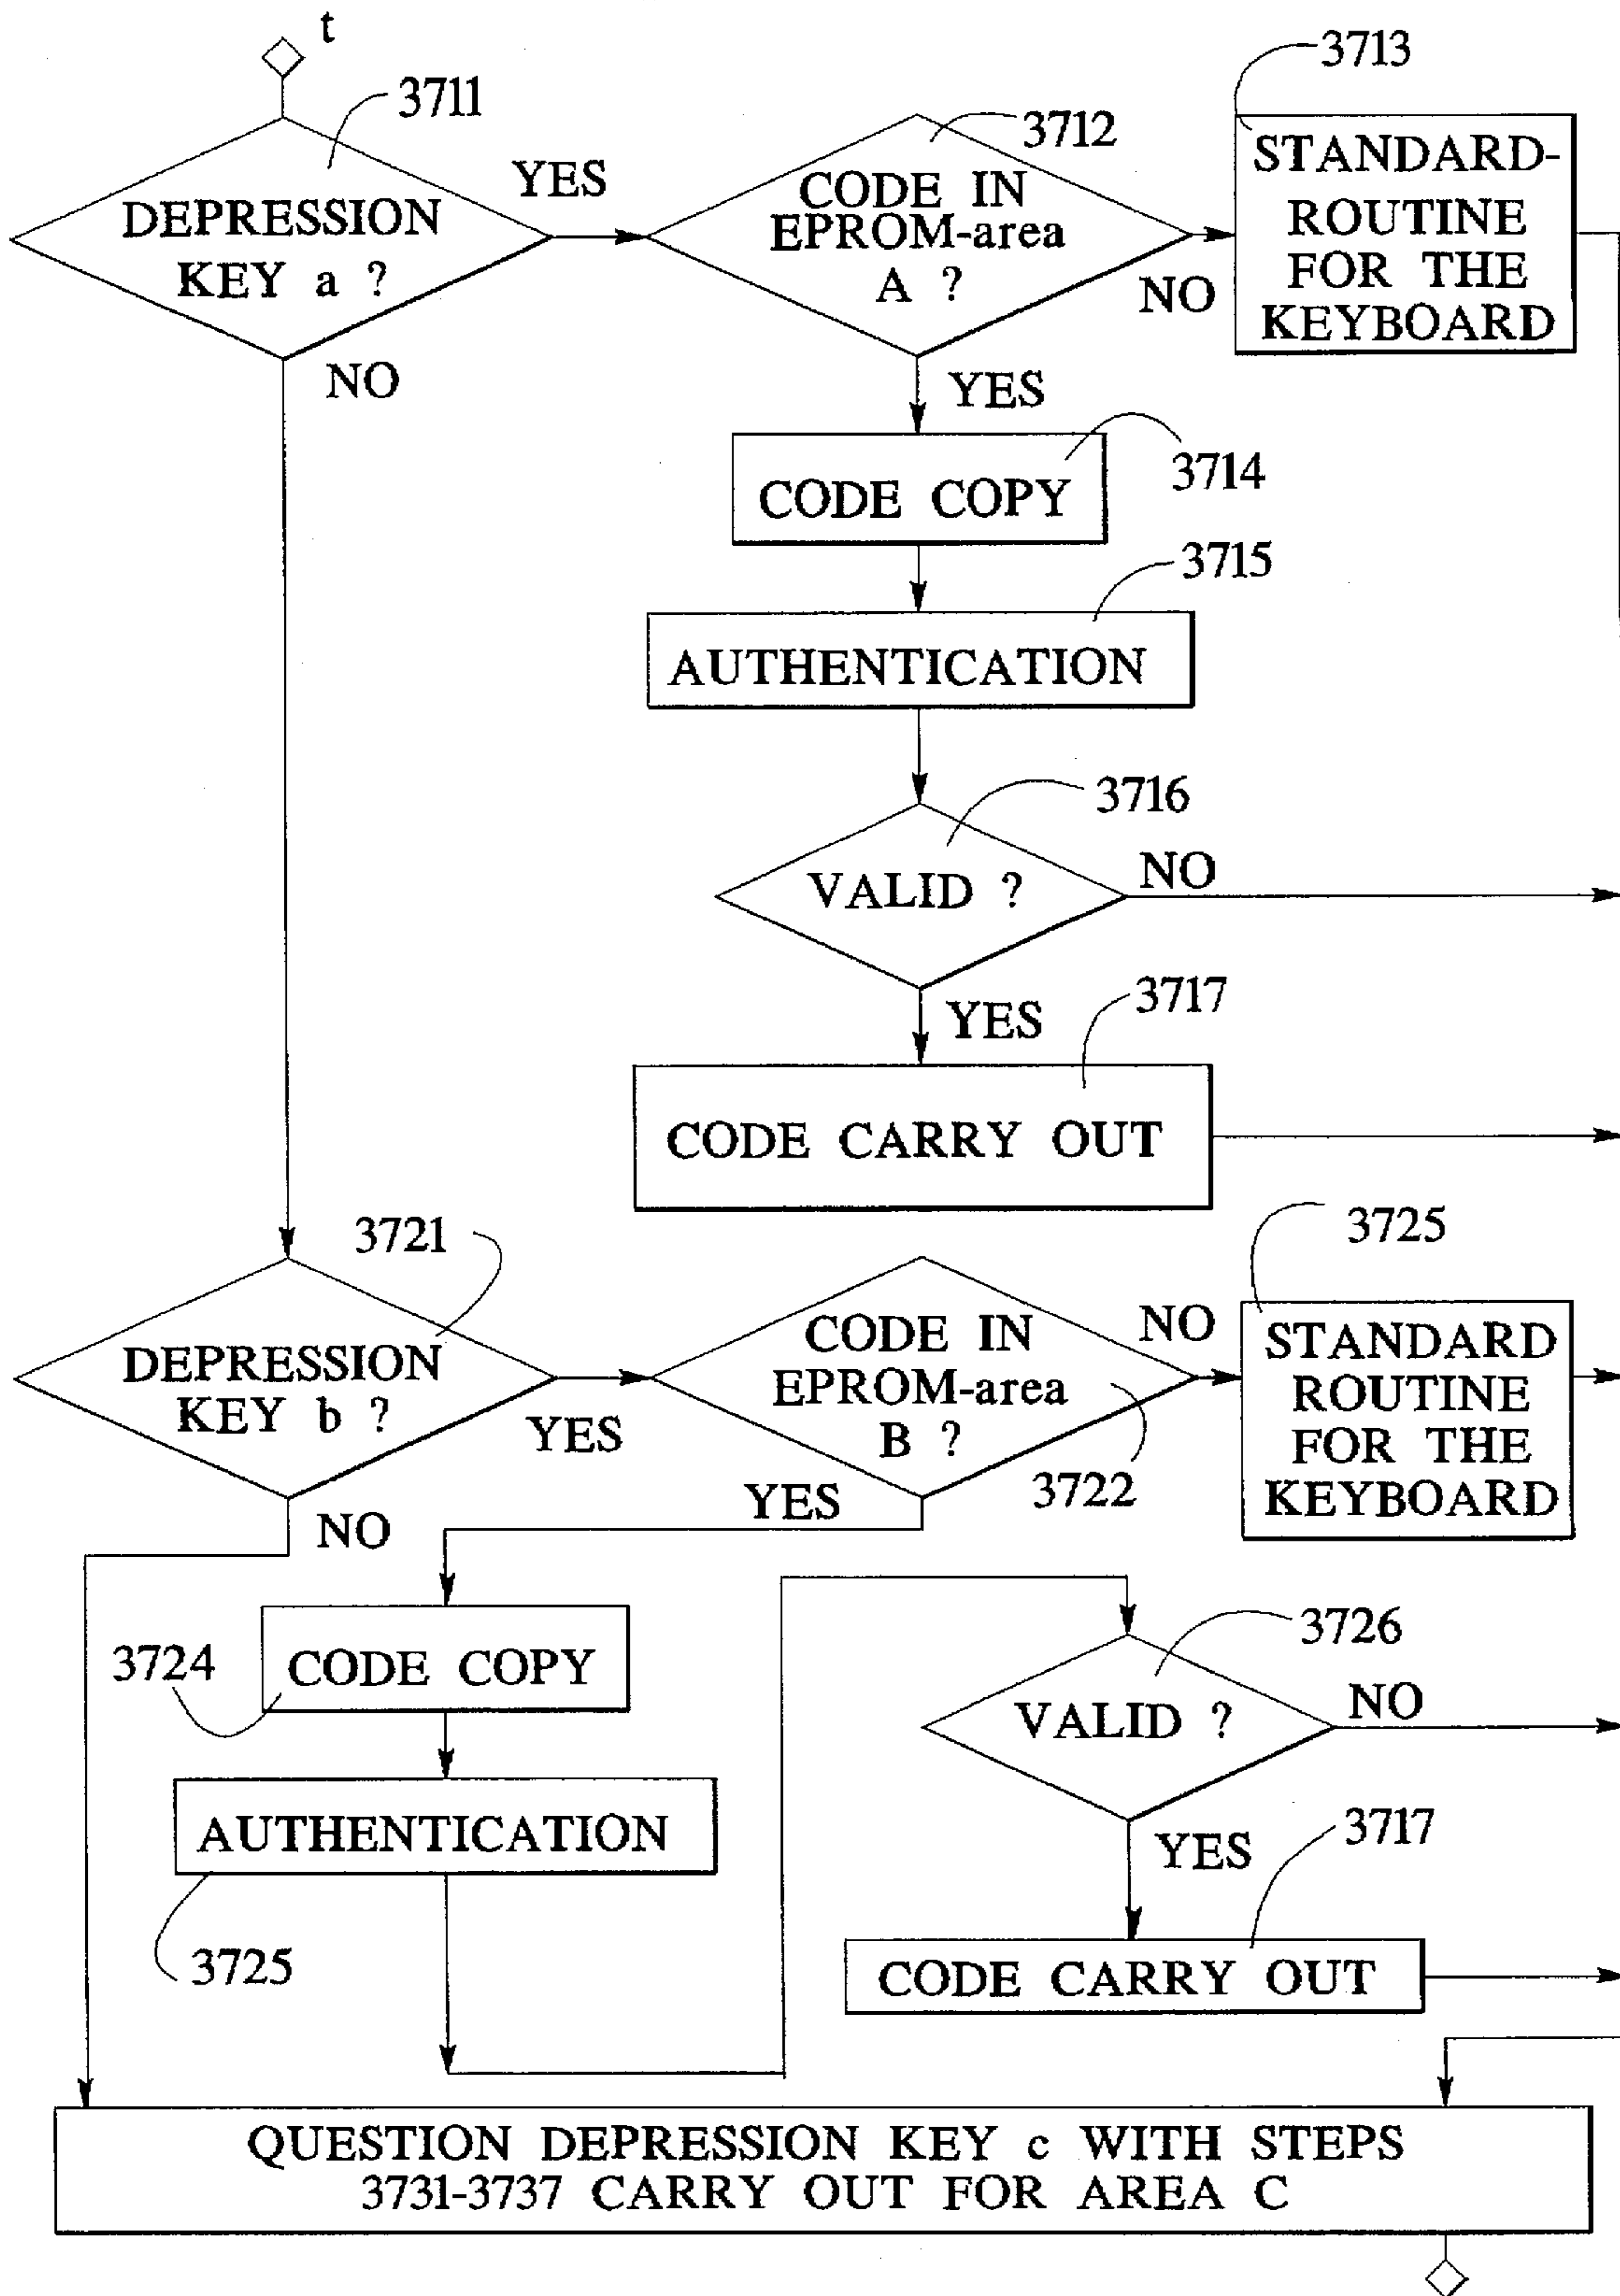 t
3711
DEPRESSION
KEY a ?
YES
NO
3712
CODE IN
EPROM-area
A ?
NO
YES
3713
STANDARD-
ROUTINE
FOR THE
KEYBOARD
3714
CODE COPY
3715
AUTHENTICATION
3716
VALID ?
NO
YES
3717
CODE CARRY OUT
3721
DEPRESSION
KEY b ?
YES
NO
CODE IN
EPROM-area
B ?
3722
NO
YES
3725
STANDARD
ROUTINE
FOR THE
KEYBOARD
3724
CODE COPY
AUTHENTICATION
3725
3726
VALID ?
NO
YES
3717
CODE CARRY OUT
QUESTION DEPRESSION KEY c WITH STEPS
3731-3737 CARRY OUT FOR AREA C